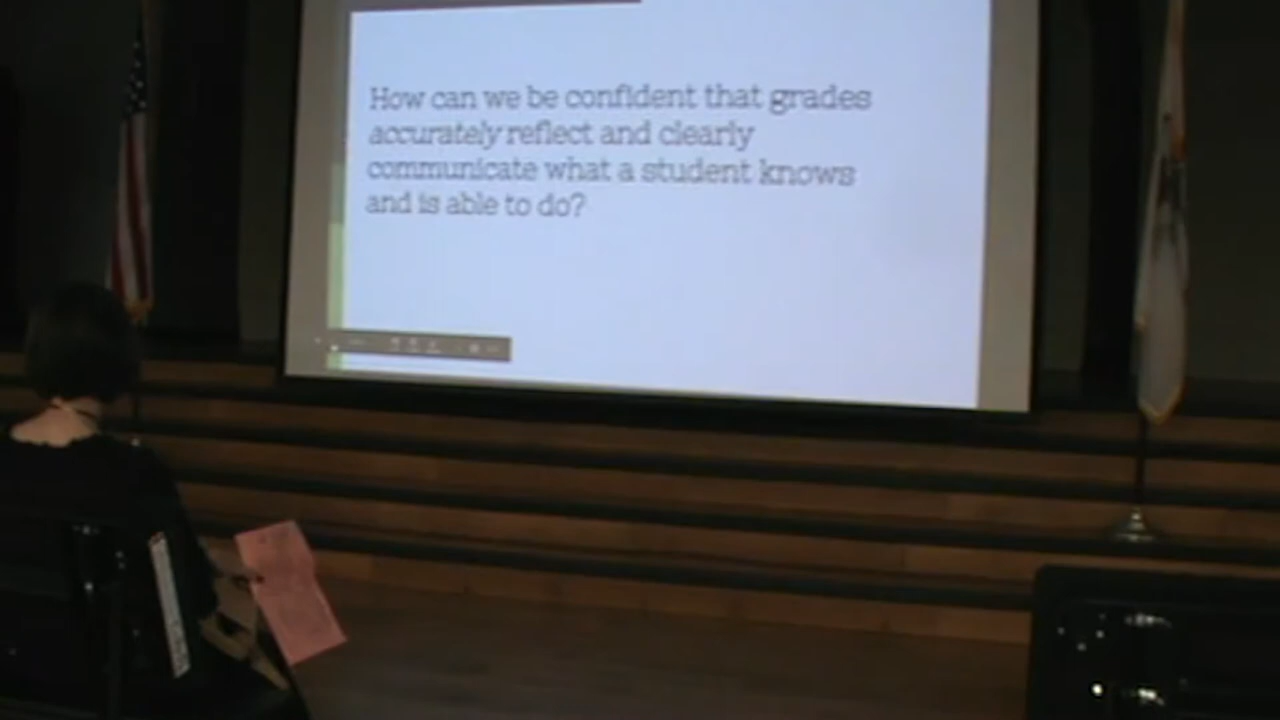 How can we be confident that grades
accurately reflect and clearly
communicate what a student knows
and is able to do?